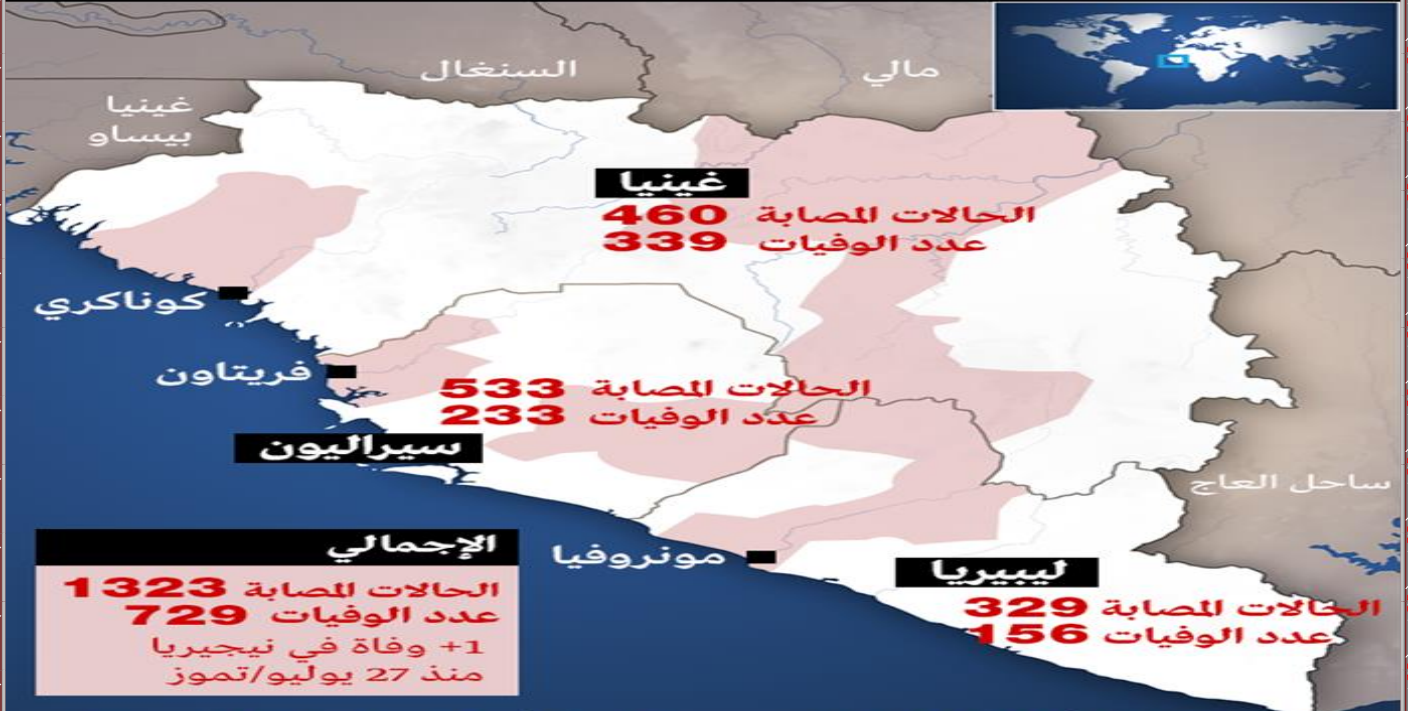 السنغال
مالي
غينيا
بيساو
غينيا
الحالات المصابة 460
عدد الوفيات 339
كوناكري
فريتاون
الحالات المصابة 533
عدد الوفيات 233
سيراليون
ساحل العاج
مونروفيا
ليبيريا
الحالات المصابة 329
عدد الوفيات 156
الإجمالي
الحالات المصابة 1323
عدد الوفيات 729
+1 وفاة في نيجيريا
منذ 27 يوليو/تموز